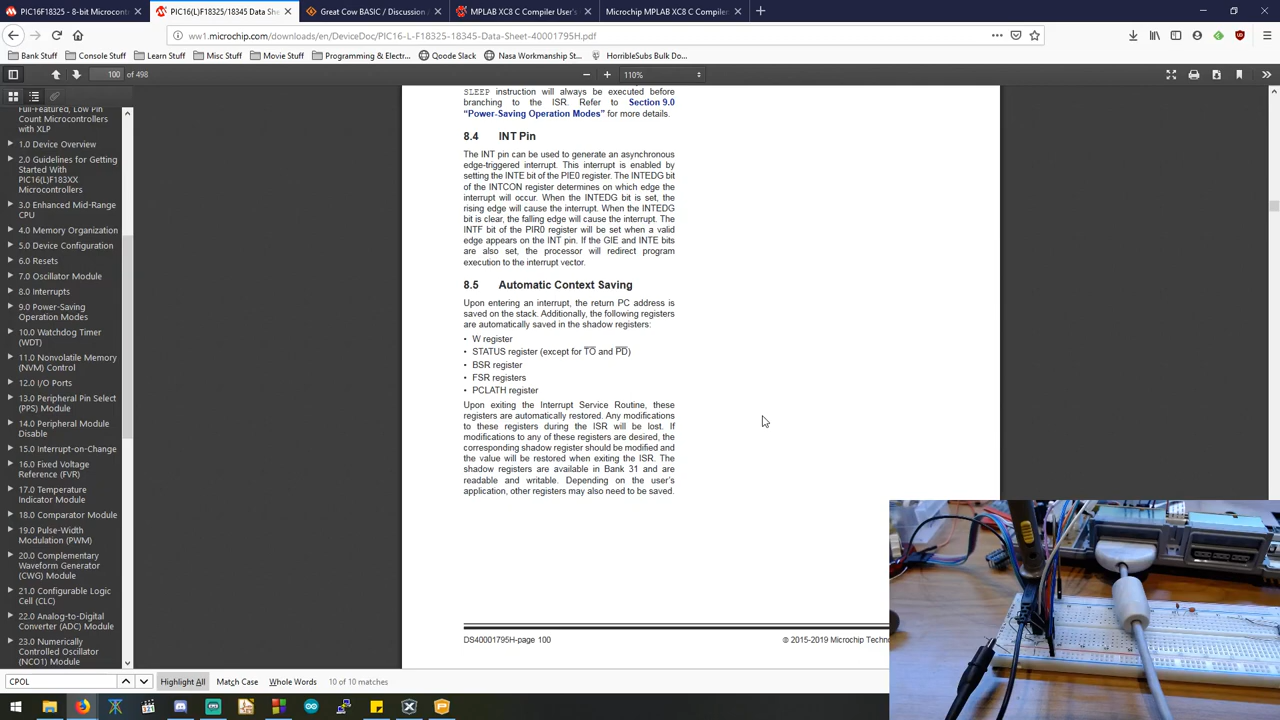 PIC16F18325 - 8-bit Microcont
PIC16(L)F18325/18345 Data She
Great Cow BASIC / Discussion /
MPLAB XC8 C Compiler User's
Microchip MPLAB XC8 C Compiler
ww1.microchip.com/downloads/en/DeviceDoc/PIC16-L-F18325-18345-Data-Sheet-40001795H.pdf
Bank Stuff
Console Stuff
Learn Stuff
Misc Stuff
Movie Stuff
Programming & Electr...
Qoode Sleek
Nasa Workmanship St...
HorribleSubs Bulk Do...
100 of 498
110%
Full-Featured, Low Pin
Count Microcontrollers
with XLP
1.0 Device Overview
2.0 Guidelines for Getting
Started With
PIC16(L)F183XX
Microcontrollers
3.0 Enhanced Mid-Range
CPU
4.0 Memory Organization
5.0 Device Configuration
6.0 Resets
7.0 Oscillator Module
8.0 Interrupts
9.0 Power-Saving
Operation Modes
10.0 Watchdog Timer
(WDT)
11.0 Nonvolatile Memory
(NVM) Control
12.0 I/O Ports
13.0 Peripheral Pin Select
(PPS) Module
14.0 Peripheral Module
Disable
15.0 Interrupt-on-Change
16.0 Fixed Voltage
Reference (FVR)
17.0 Temperature
Indicator Module
18.0 Comparator Module
19.0 Pulse-Width
Modulation (PWM)
20.0 Complementary
Waveform Generator
(CWG) Module
21.0 Configurable Logic
Cell (CLC)
22.0 Analog-to-Digital
Converter (ADC) Module
23.0 Numerically
Controlled Oscillator
(NCO1) Module
SLEEP instruction will always be executed before
branching to the ISR. Refer to Section 9.0
“Power-Saving Operation Modes” for more details.
8.4 INT Pin
The INT pin can be used to generate an asynchronous
edge-triggered interrupt. This interrupt is enabled by
setting the INTE bit of the PIE0 register. The INTEDG bit
of the INTCON register determines on which edge the
interrupt will occur. When the INTEDG bit is set, the
rising edge will cause the interrupt. When the INTEDG
bit is clear, the falling edge will cause the interrupt. The
INTF bit of the PIR0 register will be set when a valid
edge appears on the INT pin. If the GIE and INTE bits
are also set, the processor will redirect program
execution to the interrupt vector.
8.5 Automatic Context Saving
Upon entering an interrupt, the return PC address is
saved on the stack. Additionally, the following registers
are automatically saved in the shadow registers:
• W register
• STATUS register (except for TO and PD)
• BSR register
• FSR registers
• PCLATH register
Upon exiting the Interrupt Service Routine, these
registers are automatically restored. Any modifications
to these registers during the ISR will be lost. If
modifications to any of these registers are desired, the
corresponding shadow register should be modified and
the value will be restored when exiting the ISR. The
shadow registers are available in Bank 31 and are
readable and writable. Depending on the user's
application, other registers may also need to be saved.
DS40001795H-page 100
© 2015-2019 Microchip Techn
CPOL
Highlight All
Match Case
Whole Words
10 of 10 matches